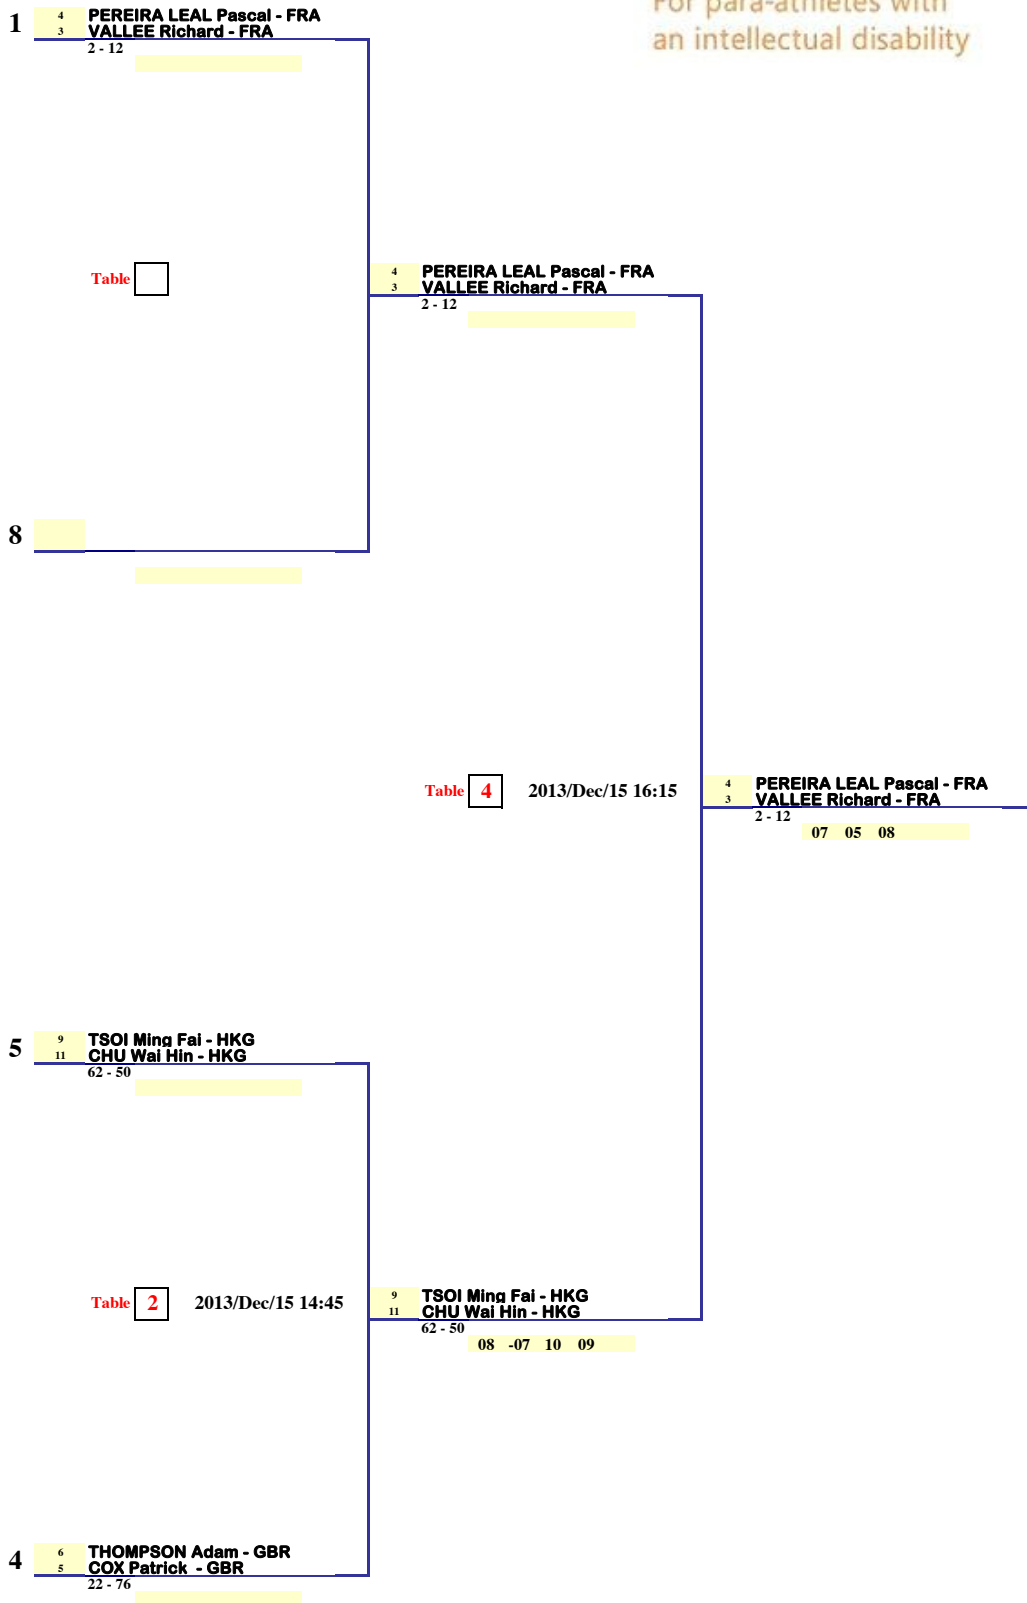 For para-athletes with
an intellectual disability
1
4 PEREIRA LEAL Pascal - FRA
3 VALLEE Richard - FRA
2 - 12
Table
4 PEREIRA LEAL Pascal - FRA
3 VALLEE Richard - FRA
2 - 12
8
Table 4 2013/Dec/15 16:15
4 PEREIRA LEAL Pascal - FRA
3 VALLEE Richard - FRA
2 - 12
07 05 08
5
9 TSOI Ming Fai - HKG
11 CHU Wai Hin - HKG
62 - 50
Table 2 2013/Dec/15 14:45
9 TSOI Ming Fai - HKG
11 CHU Wai Hin - HKG
62 - 50
08 -07 10 09
4
6 THOMPSON Adam - GBR
5 COX Patrick - GBR
22 - 76